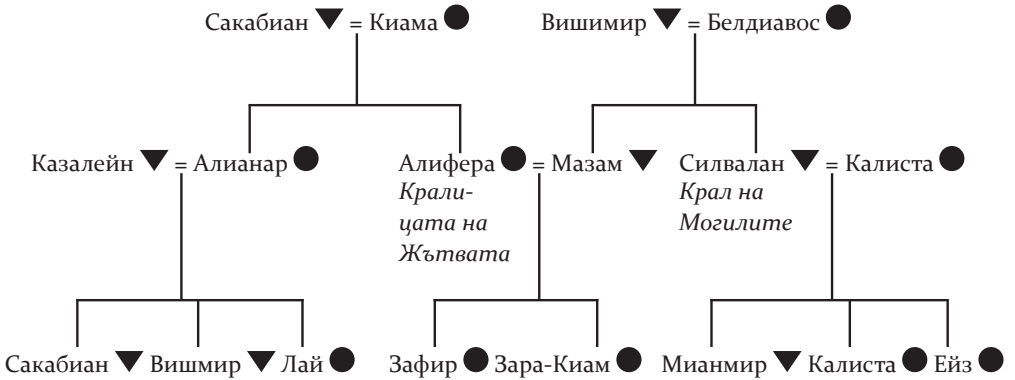 Сакабиан ▼ = Киама ● Вишимир ▼ = Белдиавос ●
Казалейн ▼ = Алианар ● Алифера ● = Мазам ▼ Силвалан ▼ = Калиста ●
Крали-
цата на
Жътвата
Крал на
Могилите
Сакабиан ▼ Вишмир ▼ Лай ● Зафир ● Зара-Киам ● Мианмир ▼ Калиста ● Ейз ●